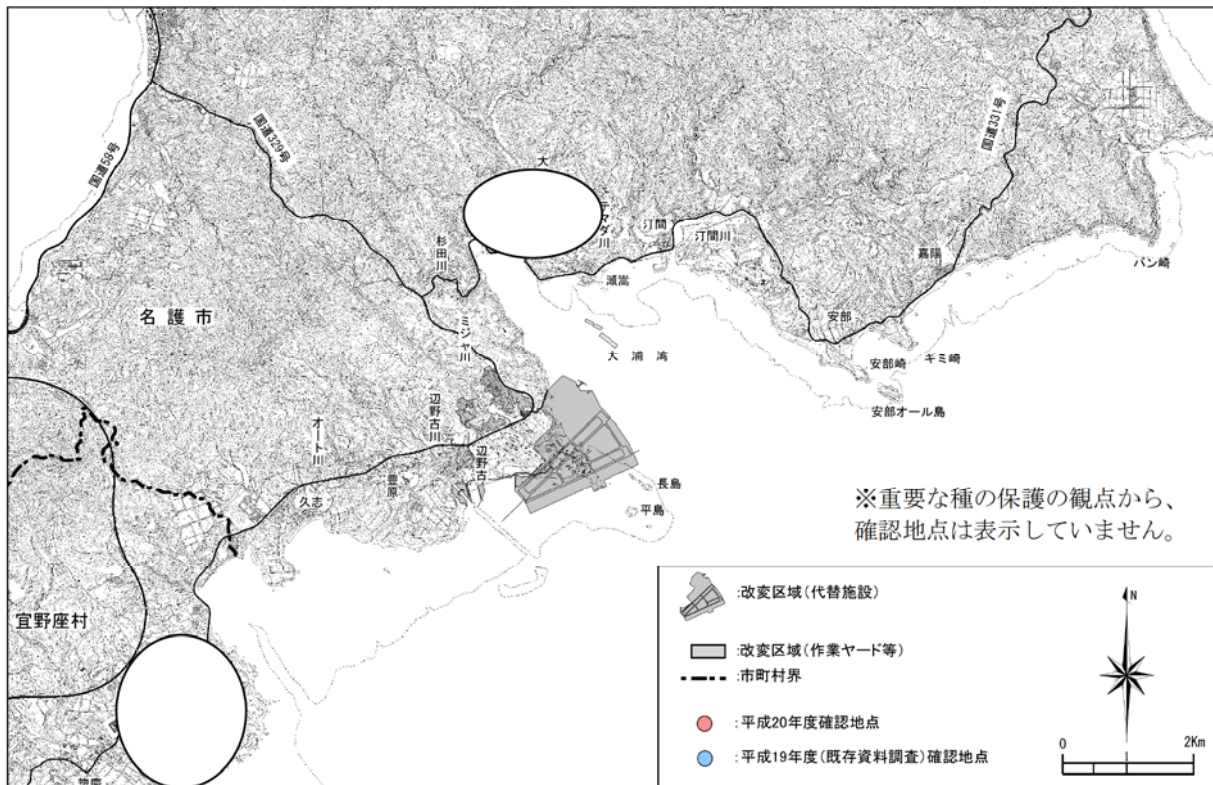 国道58号
国道329号
国道331号
大
テマダ川
汀間
汀間川
杉田川
瀬嵩
嘉陽
バン崎
名護市
ミジャ川
大浦湾
安部
安部崎
ギミ崎
安部オール島
辺野古川
オート川
辺野古
豊原
久志
長島
平島
宜野座村
※重要な種の保護の観点から、
確認地点は表示していません。
:改変区域(代替施設)
:改変区域(作業ヤード等)
:市町村界
:平成20年度確認地点
:平成19年度(既存資料調査)確認地点
N
0
2Km